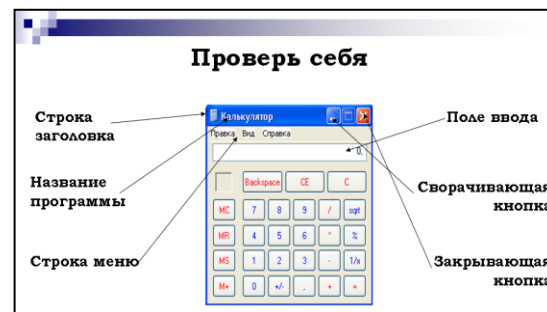 Проверь себя
Строка
заголовка
Название
программы
Строка меню
Калькулятор
Правка Вид Справка
0,
Backspace CE C
MC 7 8 9 / sqrt
MR 4 5 6 * %
MS 1 2 3 - 1/x
M+ 0 +/- , + =
Поле ввода
Сворачивающая
кнопка
Закрывающая
кнопка